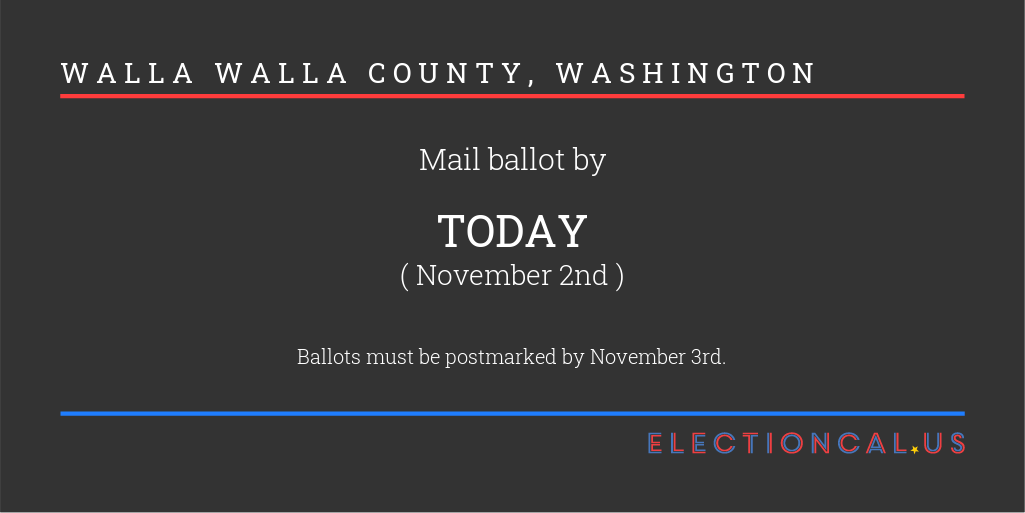 WALLA WALLA COUNTY, WASHINGTON
Mail ballot by
TODAY
( November 2nd )
Ballots must be postmarked by November 3rd.
ELECTIONCAL.US